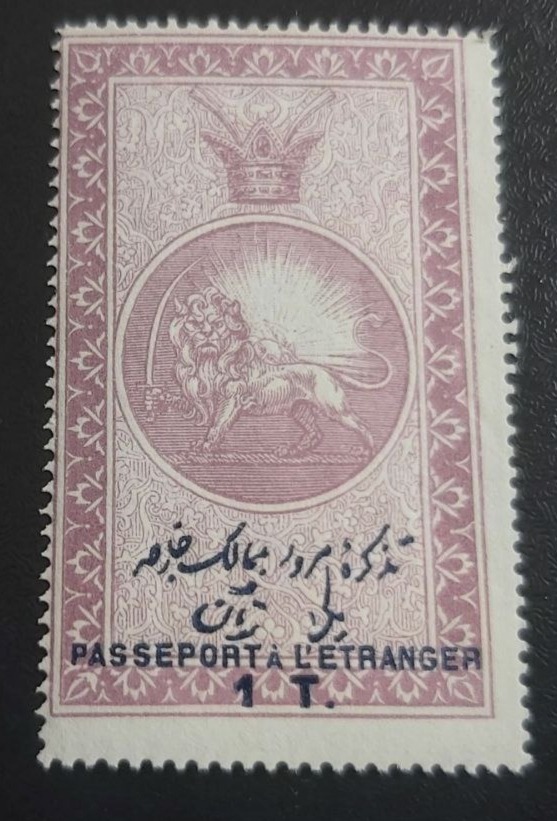 تذکرهٔ مرور بممالک خارجه
یک تومان
PASSEPORT À L'ETRANGER
1 T.